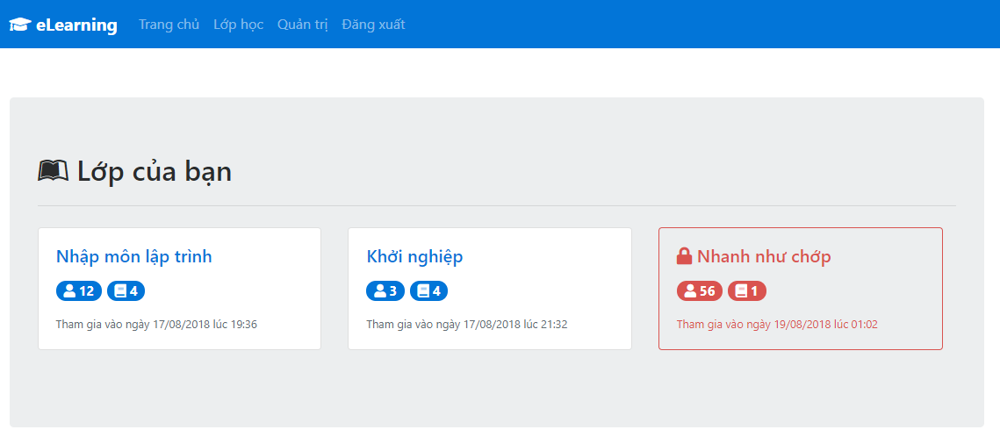 eLearning Trang chủ Lớp học Quản trị Đăng xuất
Lớp của bạn
Nhập môn lập trình
12 4
Tham gia vào ngày 17/08/2018 lúc 19:36
Khởi nghiệp
3 4
Tham gia vào ngày 17/08/2018 lúc 21:32
Nhanh như chớp
56 1
Tham gia vào ngày 19/08/2018 lúc 01:02